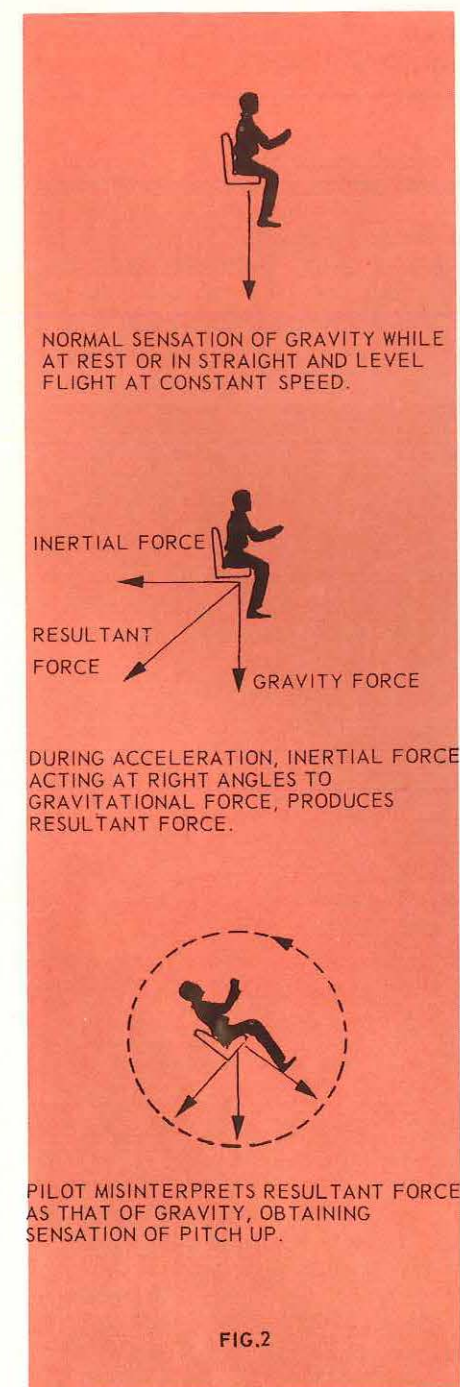 NORMAL SENSATION OF GRAVITY WHILE
AT REST OR IN STRAIGHT AND LEVEL
FLIGHT AT CONSTANT SPEED.
INERTIAL FORCE
RESULTANT
FORCE
GRAVITY FORCE
DURING ACCELERATION, INERTIAL FORCE
ACTING AT RIGHT ANGLES TO
GRAVITATIONAL FORCE, PRODUCES
RESULTANT FORCE.
PILOT MISINTERPRETS RESULTANT FORCE
AS THAT OF GRAVITY, OBTAINING
SENSATION OF PITCH UP.
FIG.2